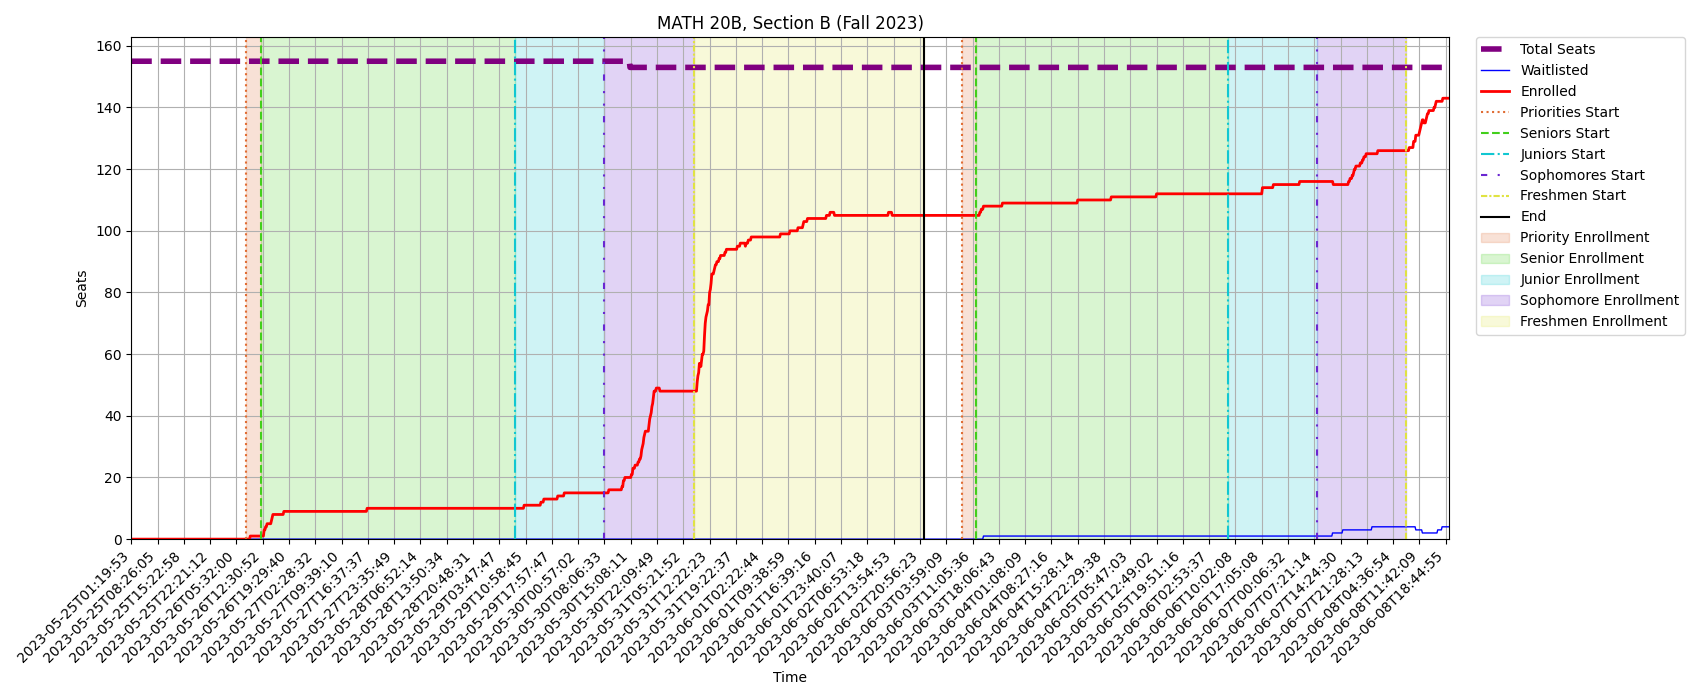 MATH 20B, Section B (Fall 2023)
Seats
160
140
120
100
80
60
40
20
0
2023-05-25T01:19:53
2023-05-25T08:26:05
2023-05-25T15:22:58
2023-05-25T22:21:12
2023-05-26T05:32:00
2023-05-26T12:30:52
2023-05-26T19:29:40
2023-05-27T02:28:32
2023-05-27T09:39:10
2023-05-27T16:37:37
2023-05-27T23:35:49
2023-05-28T06:52:14
2023-05-28T13:50:34
2023-05-28T20:48:31
2023-05-29T03:47:47
2023-05-29T10:58:45
2023-05-29T17:57:47
2023-05-30T00:57:02
2023-05-30T08:06:33
2023-05-30T15:08:11
2023-05-30T22:09:49
2023-05-31T05:21:52
2023-05-31T12:22:23
2023-05-31T19:22:37
2023-06-01T02:22:44
2023-06-01T09:38:59
2023-06-01T16:39:16
2023-06-01T23:40:07
2023-06-02T06:53:18
2023-06-02T13:54:53
2023-06-02T20:56:23
2023-06-03T03:59:09
2023-06-03T11:05:36
2023-06-03T18:06:43
2023-06-04T01:08:09
2023-06-04T08:27:16
2023-06-04T15:28:14
2023-06-04T22:29:38
2023-06-05T05:47:03
2023-06-05T12:49:02
2023-06-05T19:51:16
2023-06-06T02:53:37
2023-06-06T10:02:08
2023-06-06T17:05:08
2023-06-07T00:06:32
2023-06-07T07:21:14
2023-06-07T14:24:30
2023-06-07T21:28:13
2023-06-08T04:36:54
2023-06-08T11:42:09
2023-06-08T18:44:55
Time
Total Seats
Waitlisted
Enrolled
Priorities Start
Seniors Start
Juniors Start
Sophomores Start
Freshmen Start
End
Priority Enrollment
Senior Enrollment
Junior Enrollment
Sophomore Enrollment
Freshmen Enrollment